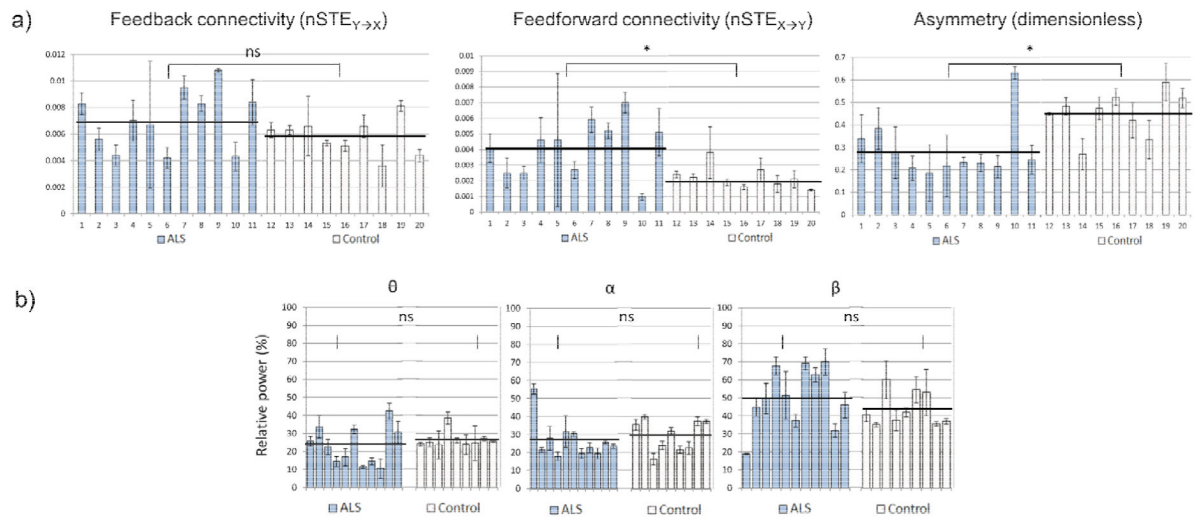 a)
Feedback connectivity (nSTE Y→X)
ns
0.012
0.01
0.008
0.006
0.004
0.002
0
1 2 3 4 5 6 7 8 9 10 11 12 13 14 15 16 17 18 19 20
ALS Control
Feedforward connectivity (nSTE X→Y)
*
0.01
0.009
0.008
0.007
0.006
0.005
0.004
0.003
0.002
0.001
0
1 2 3 4 5 6 7 8 9 10 11 12 13 14 15 16 17 18 19 20
ALS Control
Asymmetry (dimensionless)
*
0.7
0.6
0.5
0.4
0.3
0.2
0.1
0
1 2 3 4 5 6 7 8 9 10 11 12 13 14 15 16 17 18 19 20
ALS Control
b)
Relative power (%)
θ
ns
100
90
80
70
60
50
40
30
20
10
0
ALS Control
α
ns
100
90
80
70
60
50
40
30
20
10
0
ALS Control
β
ns
100
90
80
70
60
50
40
30
20
10
0
ALS Control